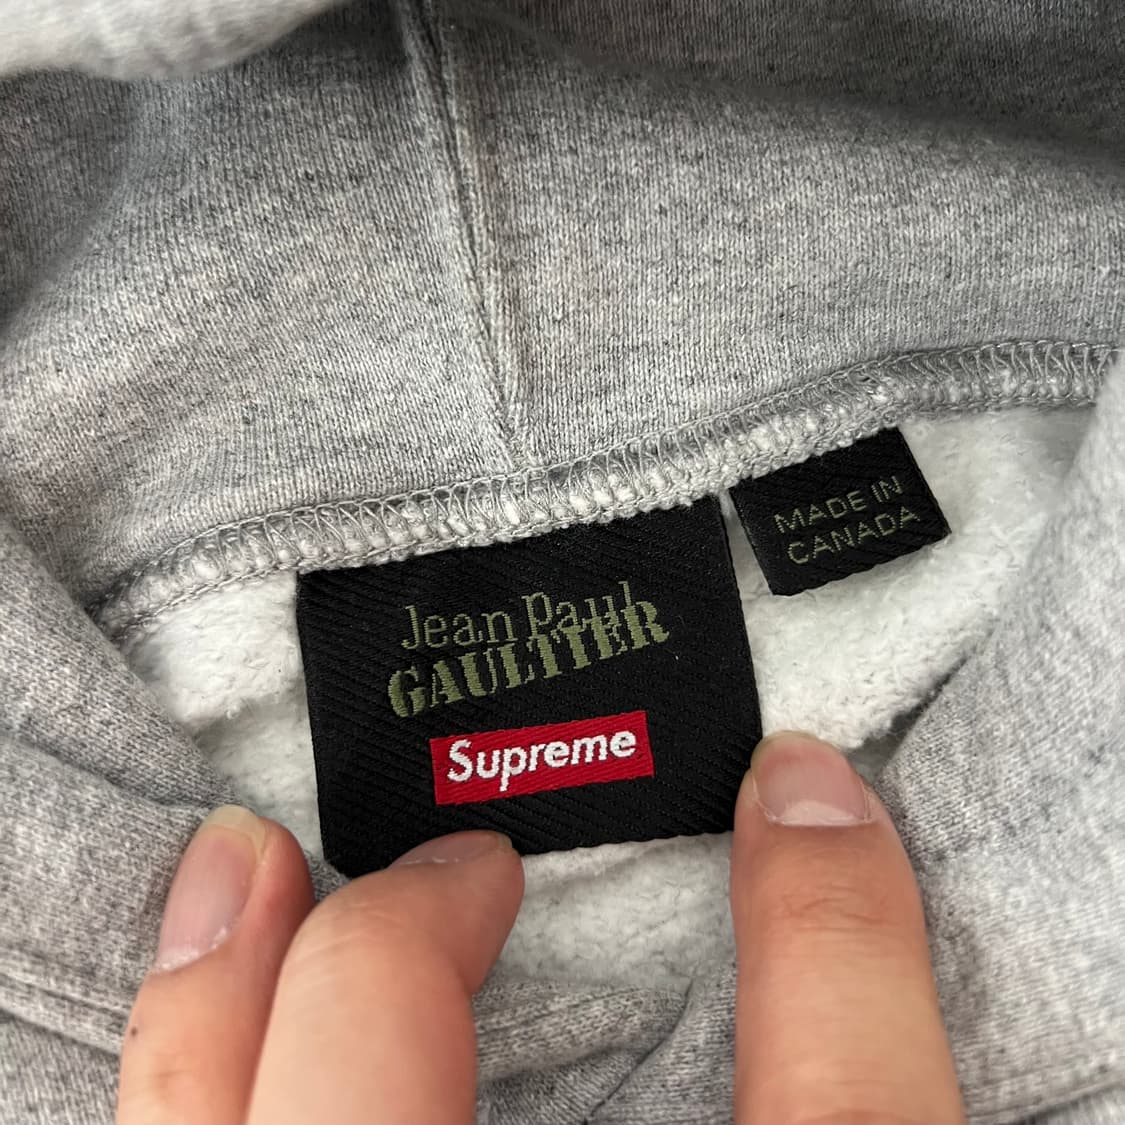 Jean Paul
GAULTIER
Supreme
MADE IN
CANADA